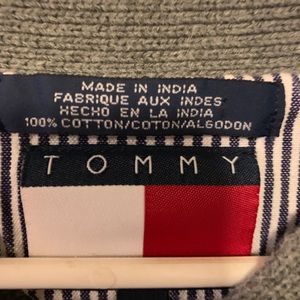 MADE IN INDIA
FABRIQUE AUX INDES
HECHO EN LA INDIA
100% COTTON/COTON/ALGODON
TOMMY